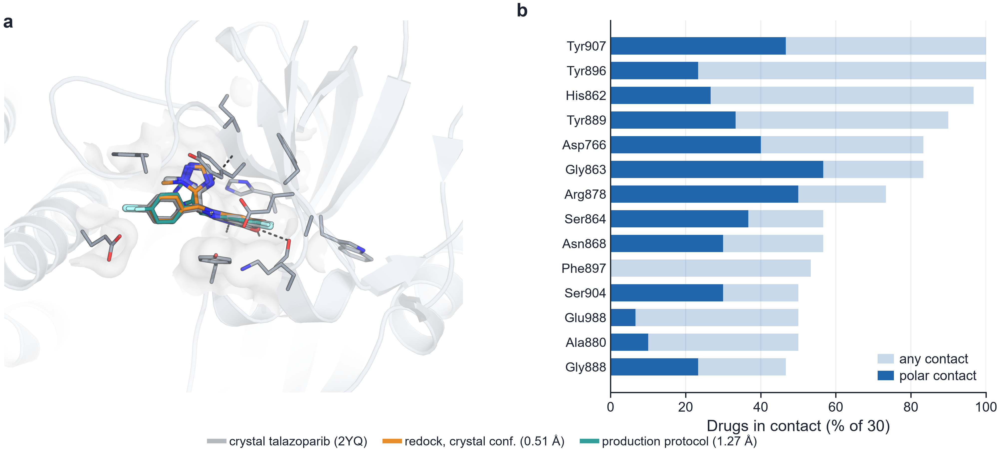 a
b
Tyr907
Tyr896
His862
Tyr889
Asp766
Gly863
Arg878
Ser864
Asn868
Phe897
Ser904
Glu988
Ala880
Gly888
any contact
polar contact
0 20 40 60 80 100
Drugs in contact (% of 30)
crystal talazoparib (2YQ) redock, crystal conf. (0.51 Å) production protocol (1.27 Å)